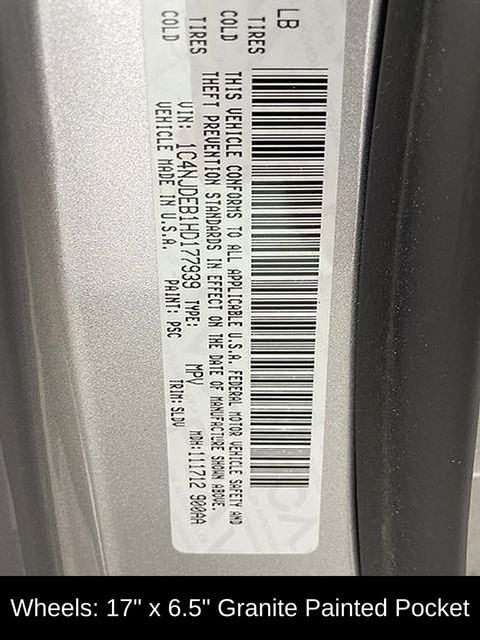 LB
TIRES COLD
TIRES COLD
THIS VEHICLE CONFORMS TO ALL APPLICABLE U.S.A. FEDERAL MOTOR VEHICLE SAFETY AND
THEFT PREVENTION STANDARDS IN EFFECT ON THE DATE OF MANUFACTURE SHOWN ABOVE.
VIN: 1C4NJDEB1HD177939 TYPE: MPV MDH:111712 900AA
VEHICLE MADE IN U.S.A. PAINT: PSC TRIM:SLDV
Wheels: 17" x 6.5" Granite Painted Pocket